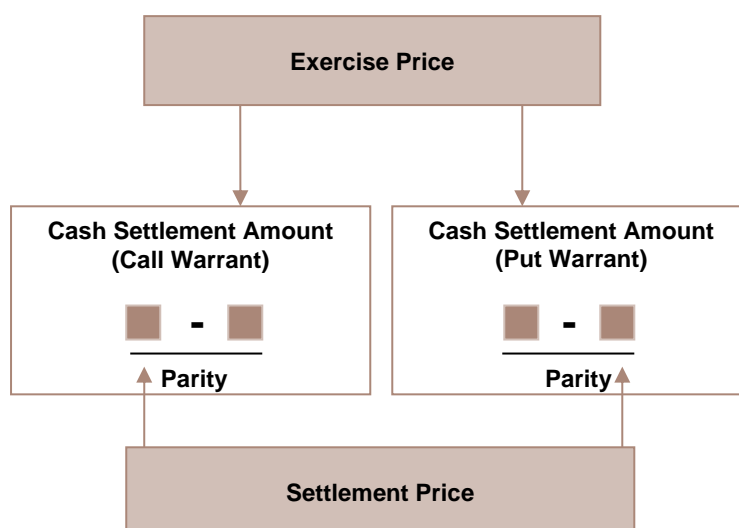 Exercise Price
Cash Settlement Amount
(Call Warrant)
-
Parity
Cash Settlement Amount
(Put Warrant)
-
Parity
Settlement Price